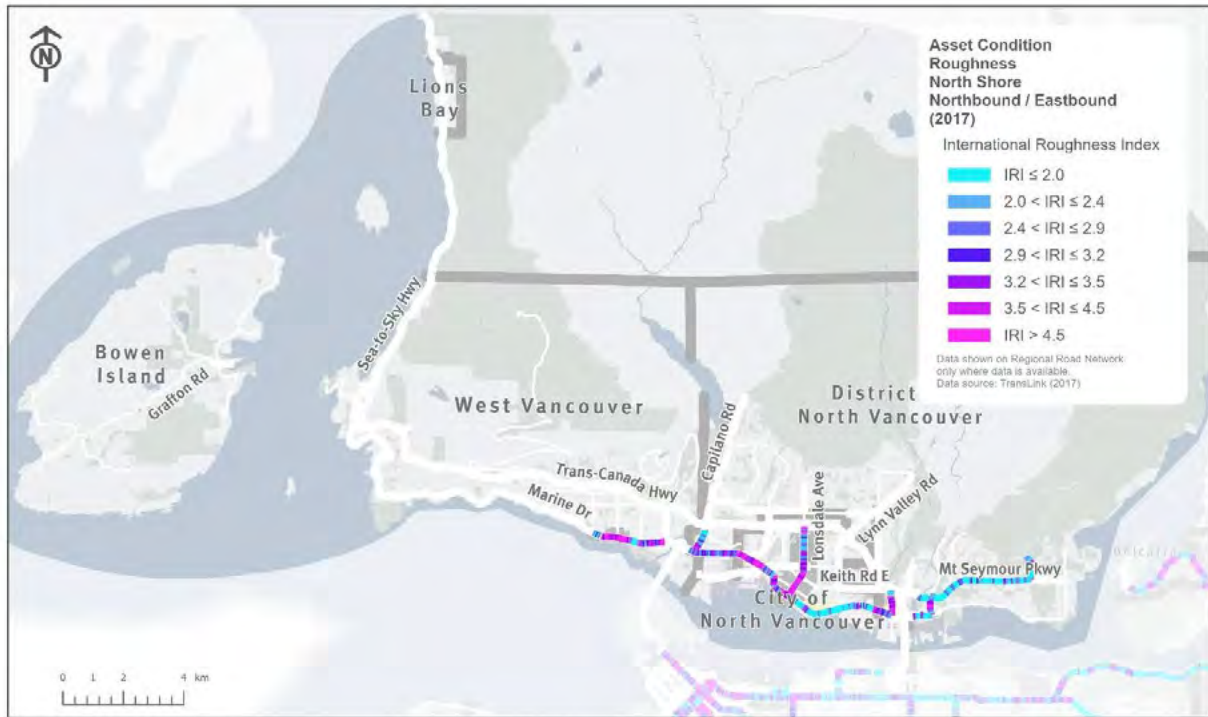 N
Asset Condition
Roughness
North Shore
Northbound / Eastbound
(2017)
International Roughness Index
IRI ≤ 2.0
2.0 < IRI ≤ 2.4
2.4 < IRI ≤ 2.9
2.9 < IRI ≤ 3.2
3.2 < IRI ≤ 3.5
3.5 < IRI ≤ 4.5
IRI > 4.5
Data shown on Regional Road Network
only where data is available.
Data source: TransLink (2017)
Lions
Bay
Sea-to-Sky Hwy
Bowen
Island
Grafton Rd
West Vancouver
District
North Vancouver
Capilano Rd
Trans-Canada Hwy
Marine Dr
Lonsdale Ave
Lynn Valley Rd
Keith Rd E
Mt Seymour Pkwy
City of
North Vancouver
0 1 2 4 km